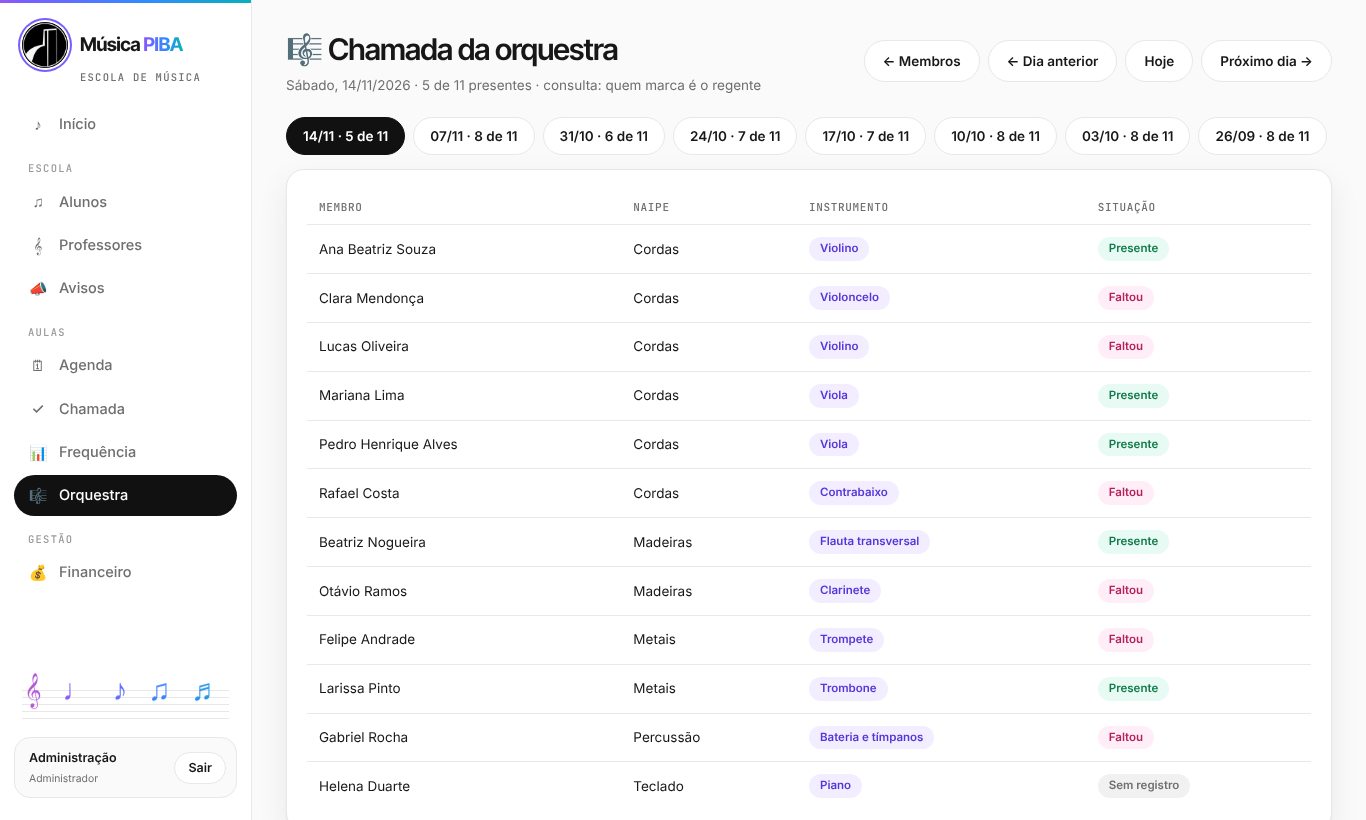 Música PIBA
ESCOLA DE MÚSICA
Início
ESCOLA
Alunos
Professores
Avisos
AULAS
Agenda
Chamada
Frequência
Orquestra
GESTÃO
Financeiro
Administração
Administrador
Sair
Chamada da orquestra
Sábado, 14/11/2026 · 5 de 11 presentes · consulta: quem marca é o regente
← Membros
← Dia anterior
Hoje
Próximo dia →
14/11 · 5 de 11
07/11 · 8 de 11
31/10 · 6 de 11
24/10 · 7 de 11
17/10 · 7 de 11
10/10 · 8 de 11
03/10 · 8 de 11
26/09 · 8 de 11
MEMBRO NAIPE INSTRUMENTO SITUAÇÃO
Ana Beatriz Souza Cordas Violino Presente
Clara Mendonça Cordas Violoncelo Faltou
Lucas Oliveira Cordas Violino Faltou
Mariana Lima Cordas Viola Presente
Pedro Henrique Alves Cordas Viola Presente
Rafael Costa Cordas Contrabaixo Faltou
Beatriz Nogueira Madeiras Flauta transversal Presente
Otávio Ramos Madeiras Clarinete Faltou
Felipe Andrade Metais Trompete Faltou
Larissa Pinto Metais Trombone Presente
Gabriel Rocha Percussão Bateria e tímpanos Faltou
Helena Duarte Teclado Piano Sem registro